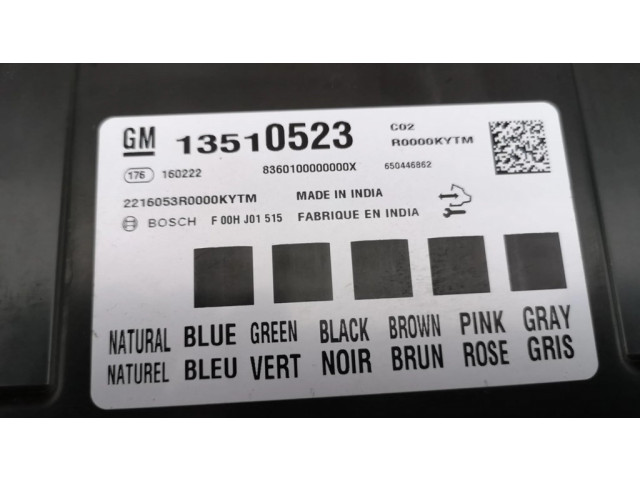 GM 13510523 C02
R0000KYTM
176 160222 8360100000000X 650446862
2216053R0000KYTM MADE IN INDIA
BOSCH F 00H J01 515 FABRIQUE EN INDIA
NATURAL BLUE GREEN BLACK BROWN PINK GRAY
NATUREL BLEU VERT NOIR BRUN ROSE GRIS